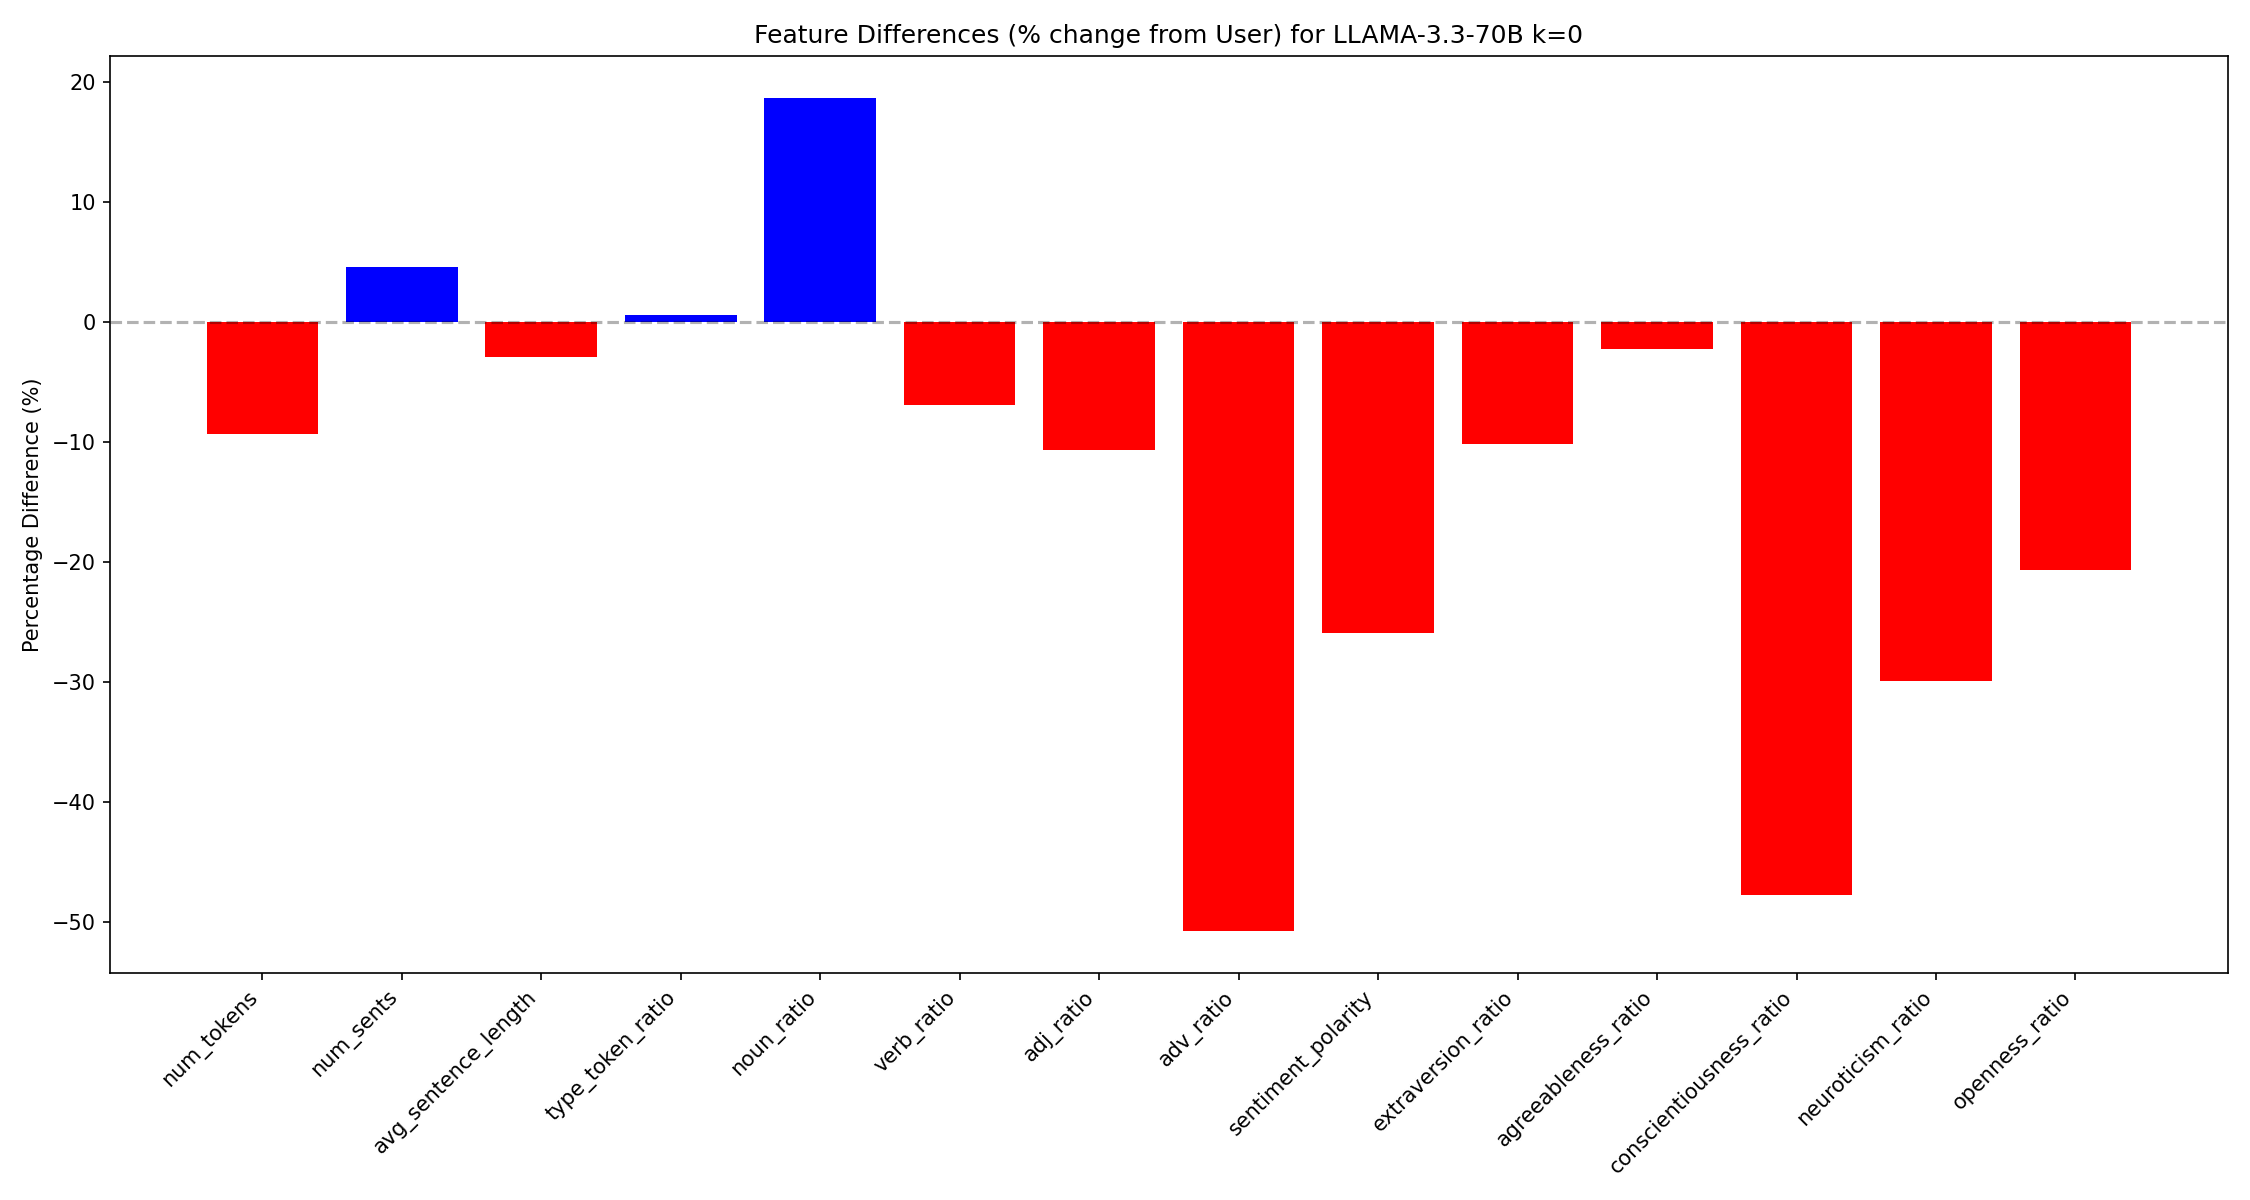 Feature Differences (% change from User) for LLAMA-3.3-70B k=0
Percentage Difference (%)
20
10
0
−10
−20
−30
−40
−50
num_tokens
num_sents
avg_sentence_length
type_token_ratio
noun_ratio
verb_ratio
adj_ratio
adv_ratio
sentiment_polarity
extraversion_ratio
agreeableness_ratio
conscientiousness_ratio
neuroticism_ratio
openness_ratio